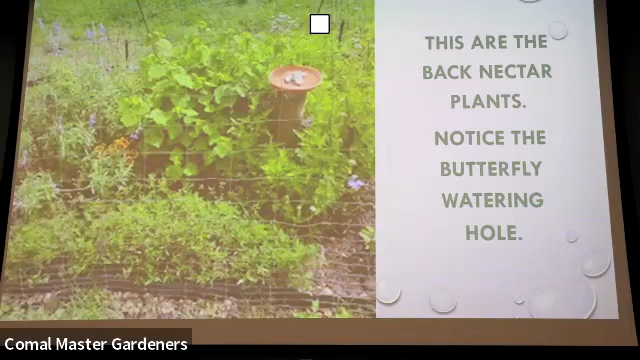 THIS ARE THE
BACK NECTAR
PLANTS.
NOTICE THE
BUTTERFLY
WATERING
HOLE.
Comal Master Gardeners